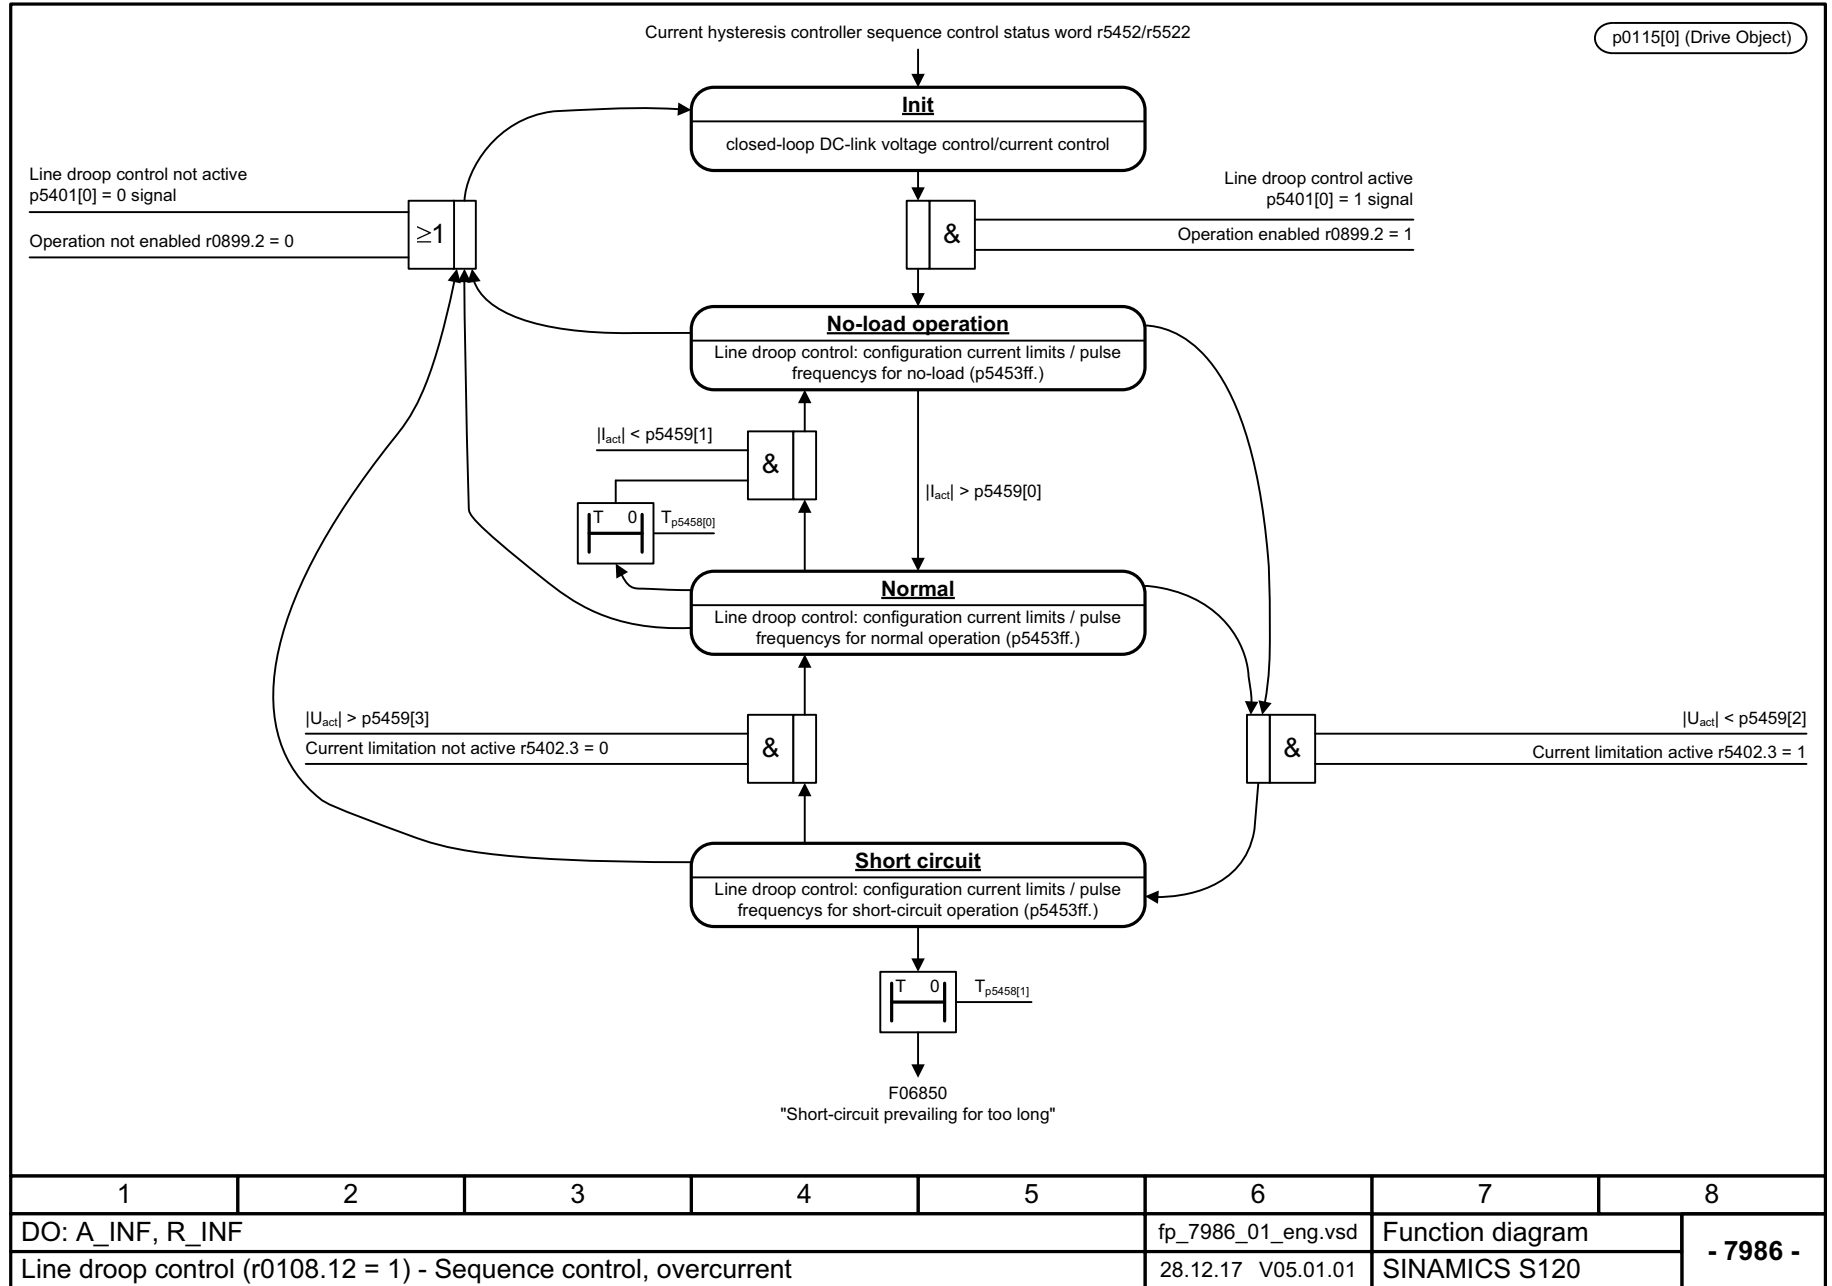 Current hysteresis controller sequence control status word r5452/r5522
p0115[0] (Drive Object)
Init
closed-loop DC-link voltage control/current control
Line droop control not active
p5401[0] = 0 signal
Operation not enabled r0899.2 = 0
≥1
Line droop control active
p5401[0] = 1 signal
Operation enabled r0899.2 = 1
&
No-load operation
Line droop control: configuration current limits / pulse
frequencys for no-load (p5453ff.)
|Iact| < p5459[1]
&
|Iact| > p5459[0]
T 0
Tp5458[0]
Normal
Line droop control: configuration current limits / pulse
frequencys for normal operation (p5453ff.)
|Uact| > p5459[3]
Current limitation not active r5402.3 = 0
&
|Uact| < p5459[2]
Current limitation active r5402.3 = 1
&
Short circuit
Line droop control: configuration current limits / pulse
frequencys for short-circuit operation (p5453ff.)
T 0
Tp5458[1]
F06850
"Short-circuit prevailing for too long"
1 2 3 4 5 6 7 8
DO: A_INF, R_INF
fp_7986_01_eng.vsd
Function diagram
- 7986 -
Line droop control (r0108.12 = 1) - Sequence control, overcurrent
28.12.17 V05.01.01
SINAMICS S120